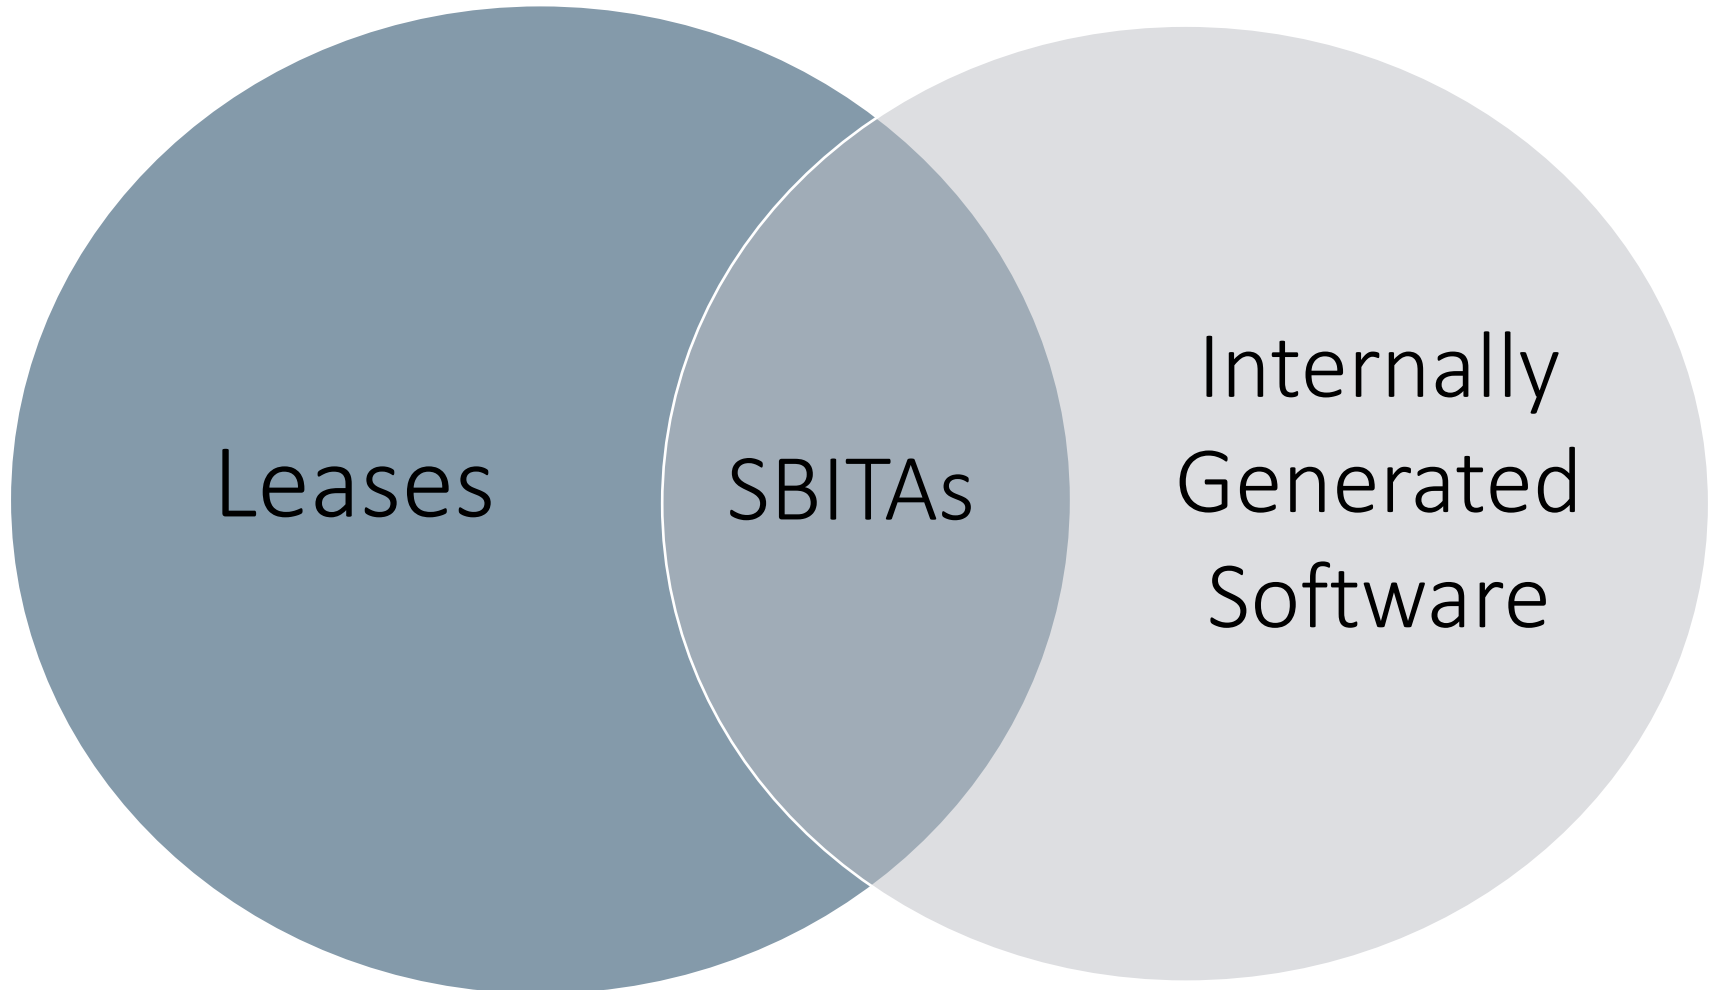 Leases
SBITAs
Internally
Generated
Software